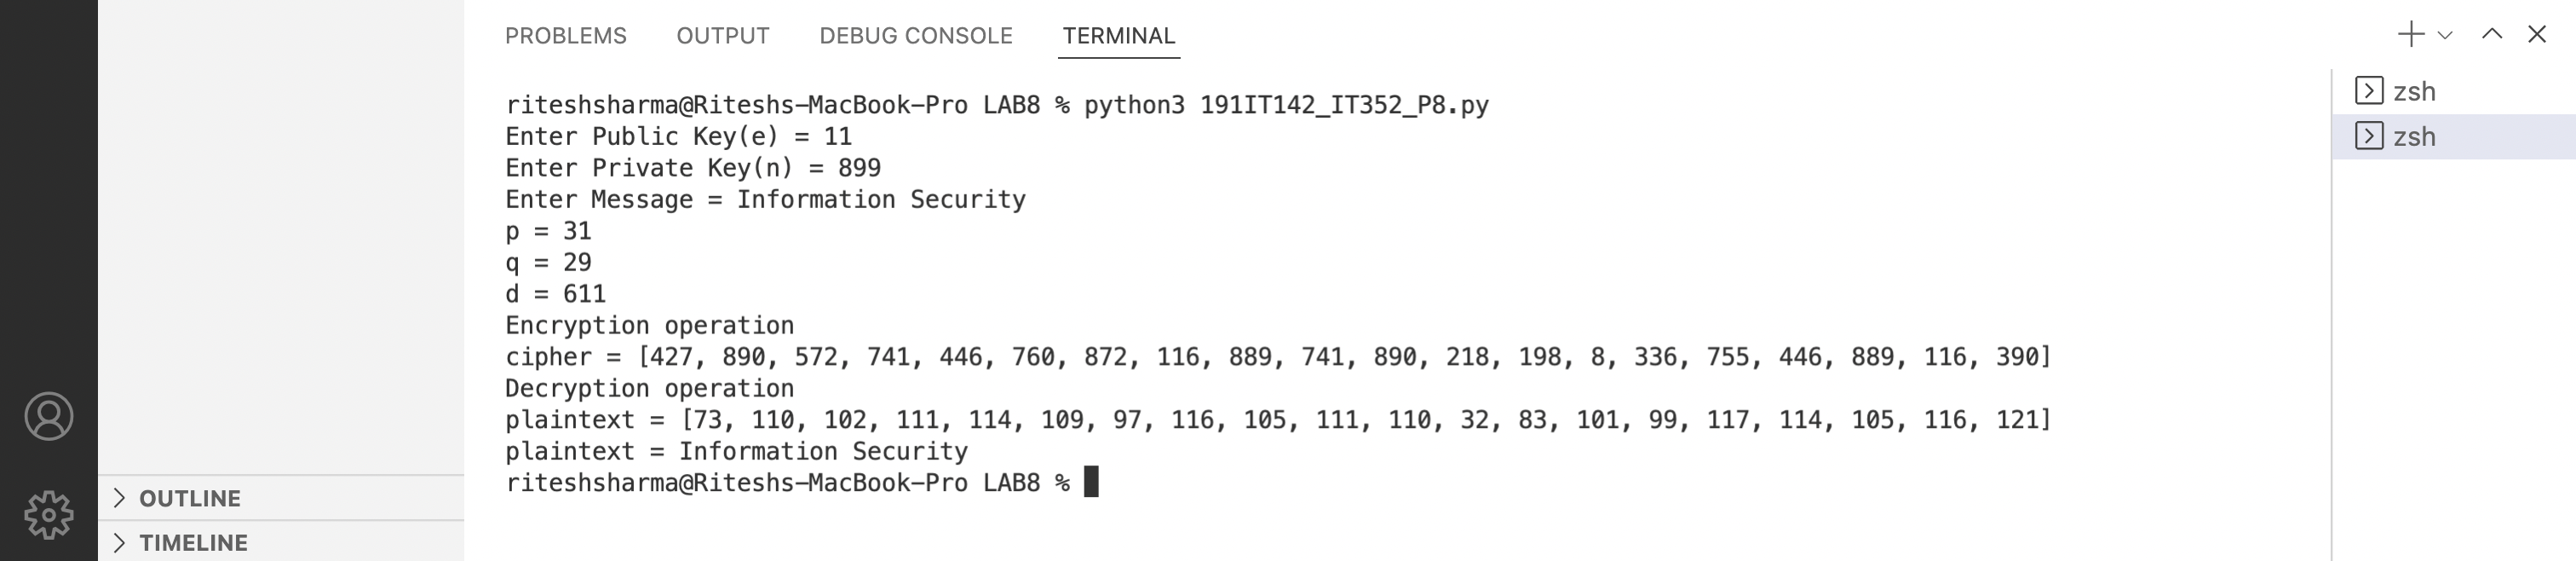 PROBLEMS OUTPUT DEBUG CONSOLE TERMINAL
riteshsharma@Riteshs-MacBook-Pro LAB8 % python3 191IT142_IT352_P8.py
Enter Public Key(e) = 11
Enter Private Key(n) = 899
Enter Message = Information Security
p = 31
q = 29
d = 611
Encryption operation
cipher = [427, 890, 572, 741, 446, 760, 872, 116, 889, 741, 890, 218, 198, 8, 336, 755, 446, 889, 116, 390]
Decryption operation
plaintext = [73, 110, 102, 111, 114, 109, 97, 116, 105, 111, 110, 32, 83, 101, 99, 117, 114, 105, 116, 121]
plaintext = Information Security
riteshsharma@Riteshs-MacBook-Pro LAB8 %
zsh
zsh
OUTLINE
TIMELINE